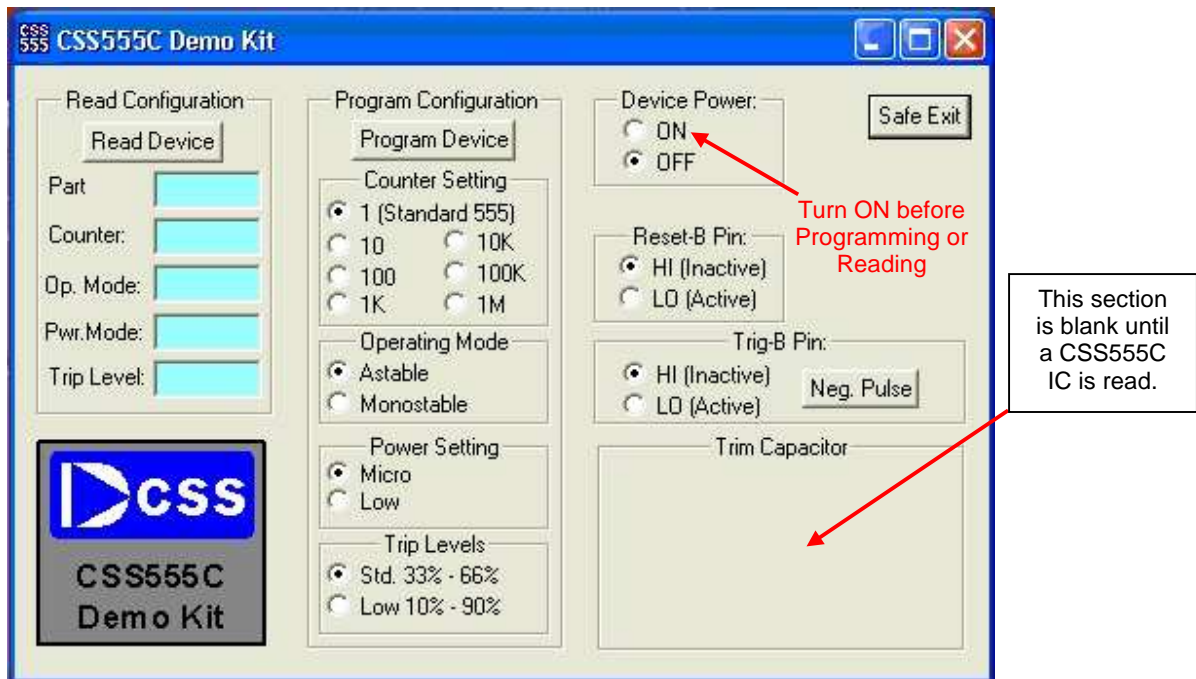 CSS
555
CSS555C Demo Kit
Read Configuration
Read Device
Part
Counter:
Op. Mode:
Pwr.Mode:
Trip Level:
css
CSS555C
Demo Kit
Program Configuration
Program Device
Counter Setting
1 (Standard 555)
10
10K
100
100K
1K
1M
Operating Mode
Astable
Monostable
Power Setting
Micro
Low
Trip Levels
Std. 33% - 66%
Low 10% - 90%
Device Power:
ON
OFF
Safe Exit
Turn ON before
Programming or
Reading
Reset-B Pin:
HI (Inactive)
LO (Active)
Trig-B Pin:
HI (Inactive)
LO (Active)
Neg. Pulse
Trim Capacitor
This section
is blank until
a CSS555C
IC is read.